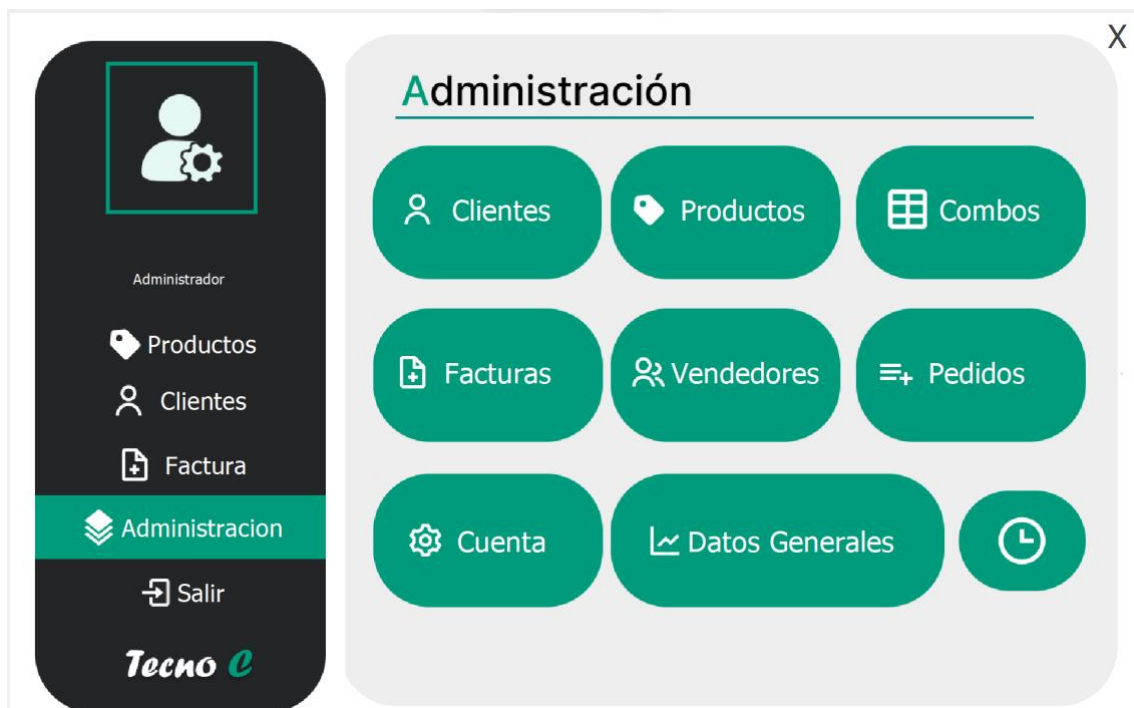 X
Administrador
Productos
Clientes
Factura
Administracion
Salir
Tecno C
Administración
Clientes
Productos
Combos
Facturas
Vendedores
Pedidos
Cuenta
Datos Generales